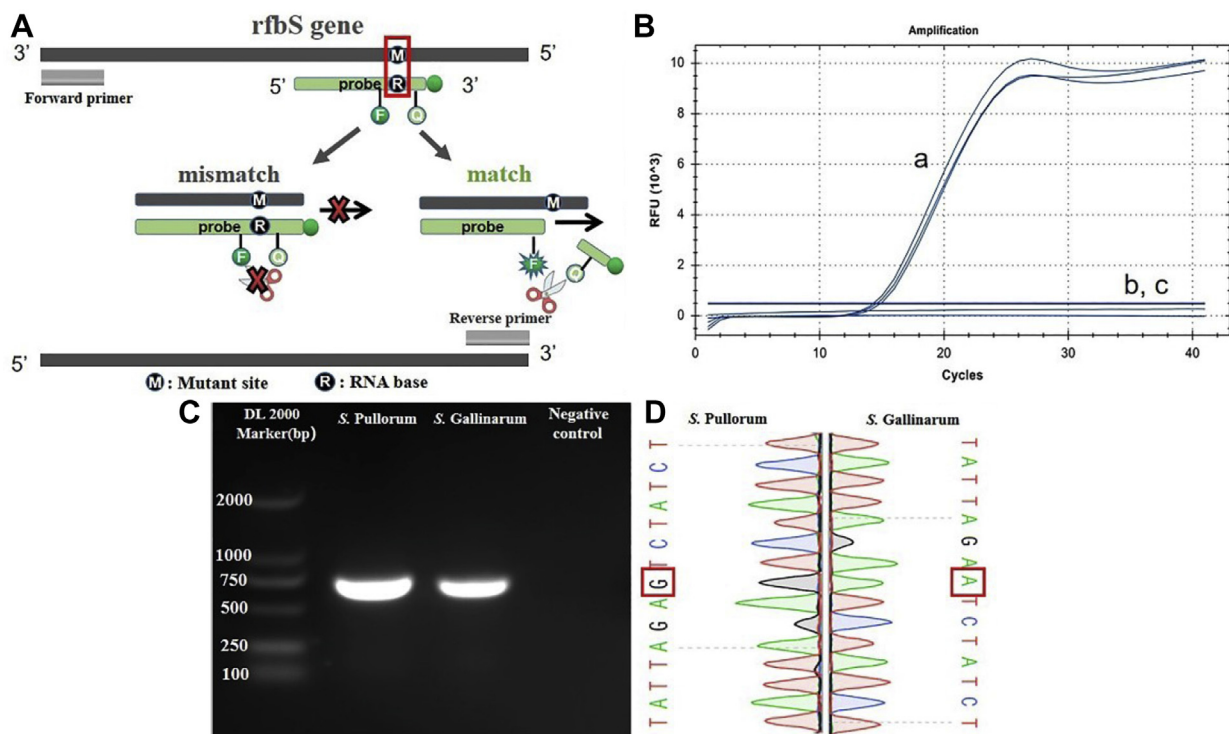 A
rfbS gene
3’
5’
M
Forward primer
5’
probe
R
3’
F
Q
mismatch
match
M
M
probe
R
probe
F
Q
F
Q
Reverse primer
5’
3’
M : Mutant site
R : RNA base
B
Amplification
RFU (10^3)
10
8
6
4
2
0
a
b, c
0
10
20
30
40
Cycles
C
DL 2000
Marker(bp)
S. Pullorum
S. Gallinarum
Negative
control
2000
1000
750
500
250
100
D
S. Pullorum
S. Gallinarum
TCTATCTGAGATTAT
TATTAGAATCTATCT